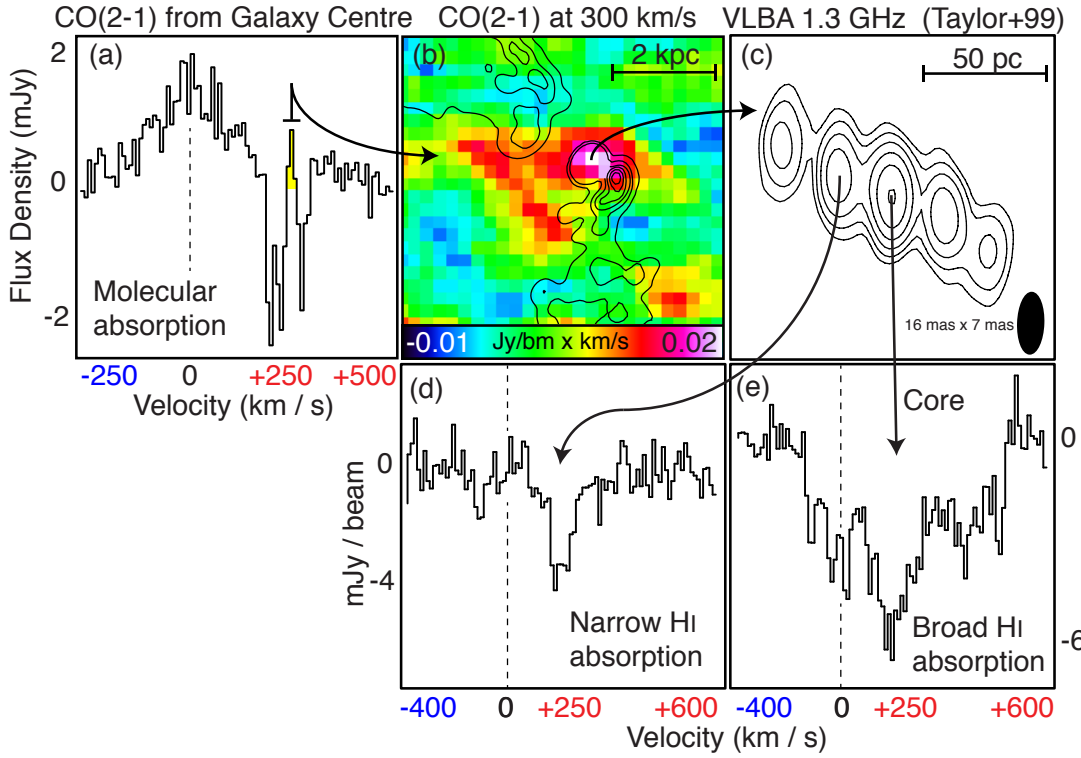 CO(2-1) from Galaxy Centre
CO(2-1) at 300 km/s
VLBA 1.3 GHz (Taylor+99)
(a)
2
0
-2
Flux Density (mJy)
Molecular
absorption
-250 0 +250 +500
Velocity (km / s)
(b)
2 kpc
-0.01 Jy/bm x km/s 0.02
(c)
50 pc
16 mas x 7 mas
(d)
0
-4
mJy / beam
Narrow HI
absorption
-400 0 +250 +600
(e)
Core
0
-6
Broad HI
absorption
-400 0 +250 +600
Velocity (km / s)